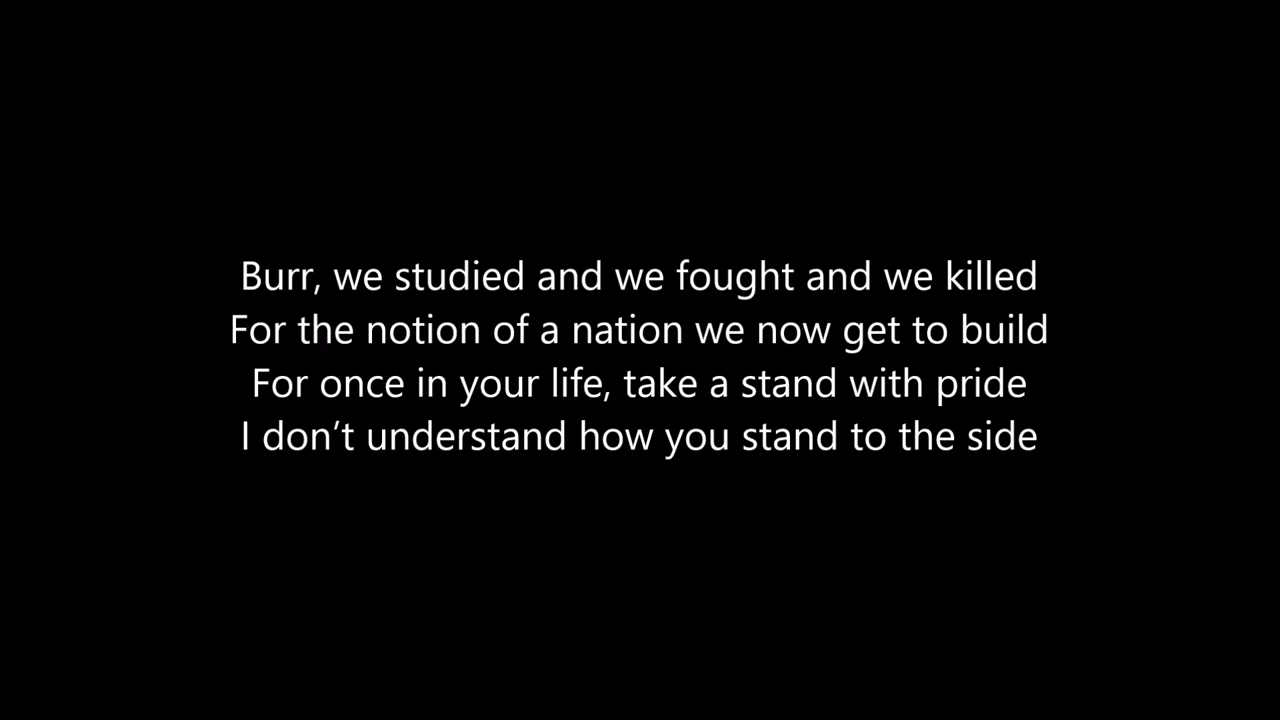 Burr, we studied and we fought and we killed
For the notion of a nation we now get to build
For once in your life, take a stand with pride
I don’t understand how you stand to the side